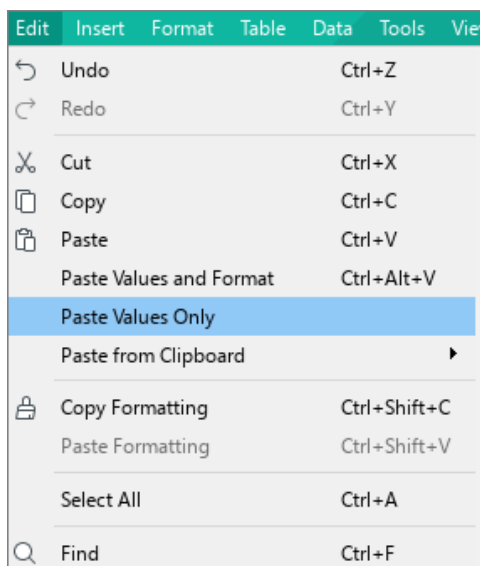 Edit Insert Format Table Data Tools
Undo Ctrl+Z
Redo Ctrl+Y
Cut Ctrl+X
Copy Ctrl+C
Paste Ctrl+V
Paste Values and Format Ctrl+Alt+V
Paste Values Only
Paste from Clipboard
Copy Formatting Ctrl+Shift+C
Paste Formatting Ctrl+Shift+V
Select All Ctrl+A
Find Ctrl+F